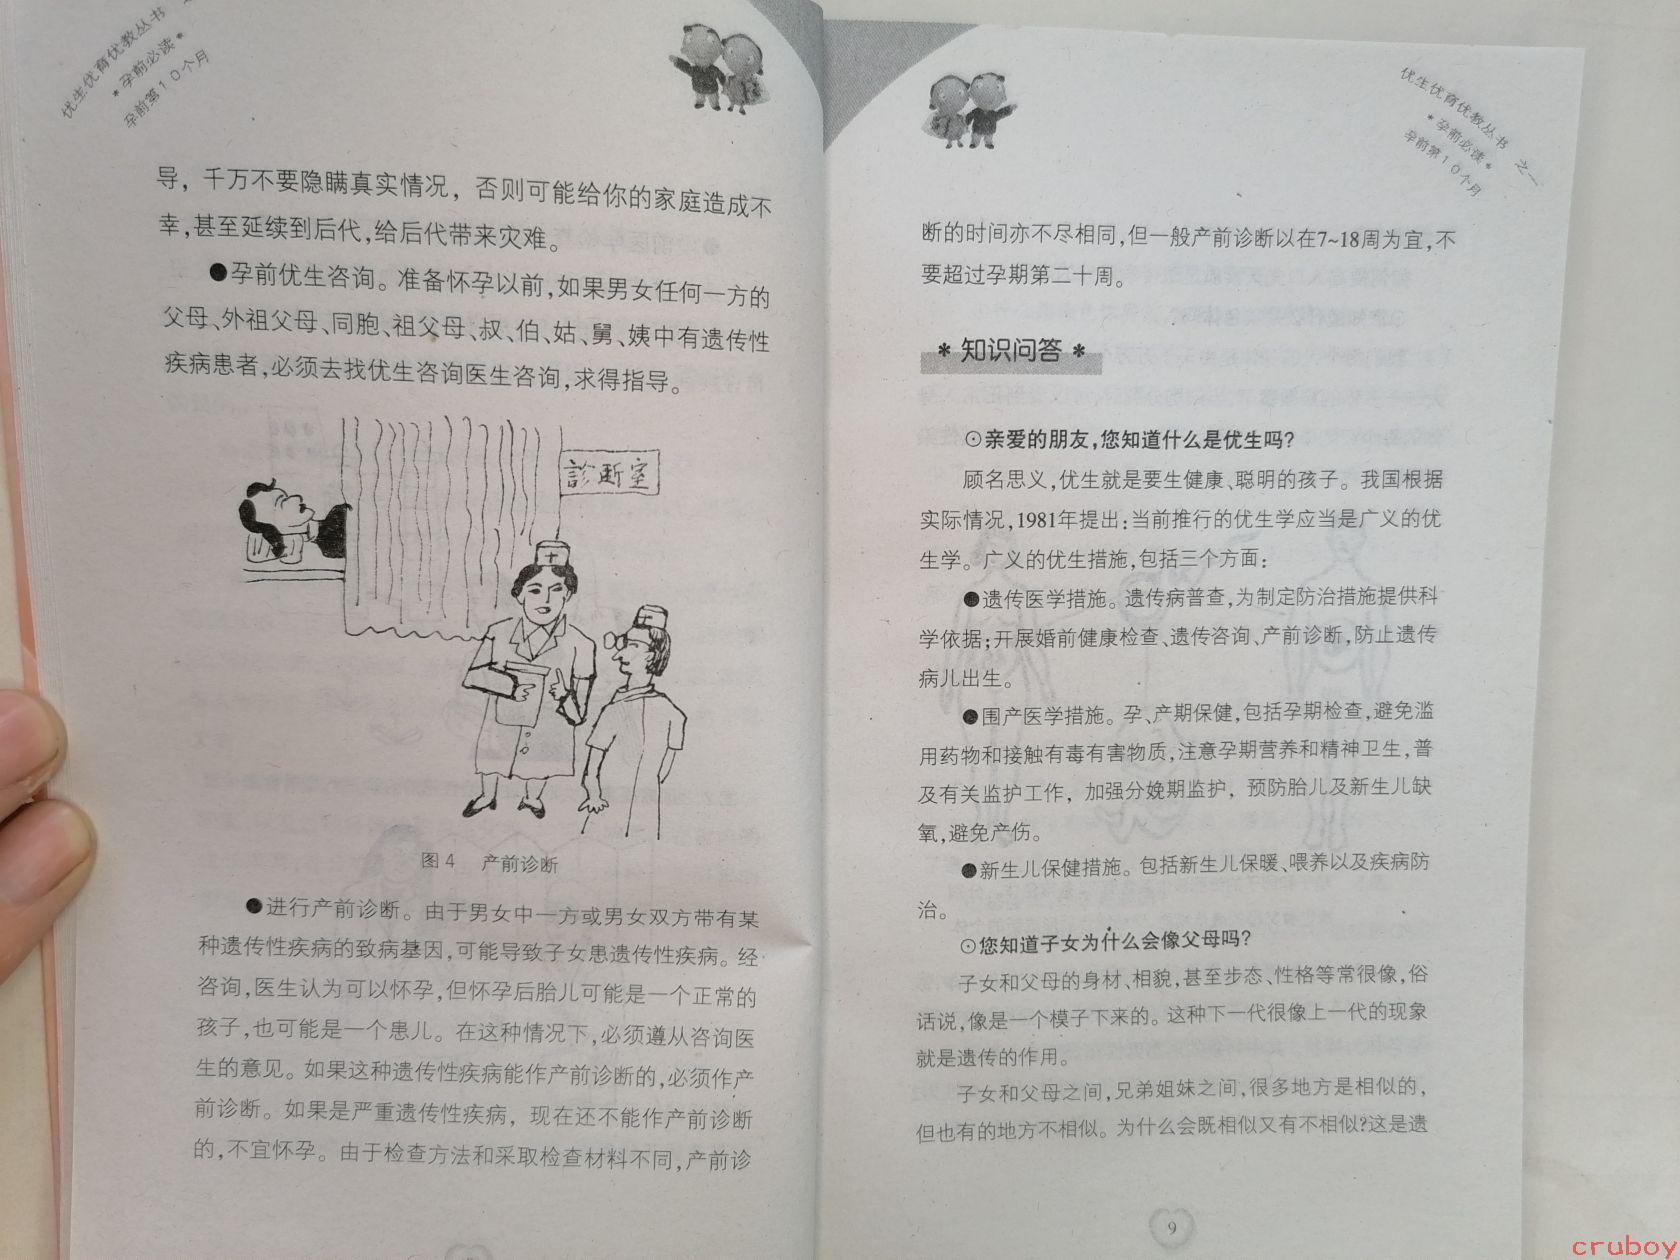 优生优育优教丛书
*孕前必读*
孕前第10个月
导，千万不要隐瞒真实情况，否则可能给你的家庭造成不
幸，甚至延续到后代，给后代带来灾难。
●孕前优生咨询。准备怀孕以前，如果男女任何一方的
父母、外祖父母、同胞、祖父母、叔、伯、姑、舅、姨中有遗传性
疾病患者，必须去找优生咨询医生咨询，求得指导。
診断室
图4 产前诊断
●进行产前诊断。由于男女中一方或男女双方带有某
种遗传性疾病的致病基因，可能导致子女患遗传性疾病。经
咨询，医生认为可以怀孕，但怀孕后胎儿可能是一个正常的
孩子，也可能是一个患儿。在这种情况下，必须遵从咨询医
生的意见。如果这种遗传性疾病能作产前诊断的，必须作产
前诊断。如果是严重遗传性疾病，现在还不能作产前诊断
的，不宜怀孕。由于检查方法和采取检查材料不同，产前诊
优生优育优教丛书 之一
*孕前必读*
孕前第10个月
断的时间亦不尽相同，但一般产前诊断以在7~18周为宜，不
要超过孕期第二十周。
* 知识问答 *
⊙亲爱的朋友，您知道什么是优生吗？
顾名思义，优生就是要生健康、聪明的孩子。我国根据
实际情况，1981年提出：当前推行的优生学应当是广义的优
生学。广义的优生措施，包括三个方面：
●遗传医学措施。遗传病普查，为制定防治措施提供科
学依据；开展婚前健康检查、遗传咨询、产前诊断，防止遗传
病儿出生。
●围产医学措施。孕、产期保健，包括孕期检查，避免滥
用药物和接触有毒有害物质，注意孕期营养和精神卫生，普
及有关监护工作，加强分娩期监护，预防胎儿及新生儿缺
氧，避免产伤。
●新生儿保健措施。包括新生儿保暖、喂养以及疾病防
治。
⊙您知道子女为什么会像父母吗？
子女和父母的身材、相貌，甚至步态、性格等常很像，俗
话说，像是一个模子下来的。这种下一代很像上一代的现象
就是遗传的作用。
子女和父母之间，兄弟姐妹之间，很多地方是相似的，
但也有的地方不相似。为什么会既相似又有不相似？这是遗
9
cruboy